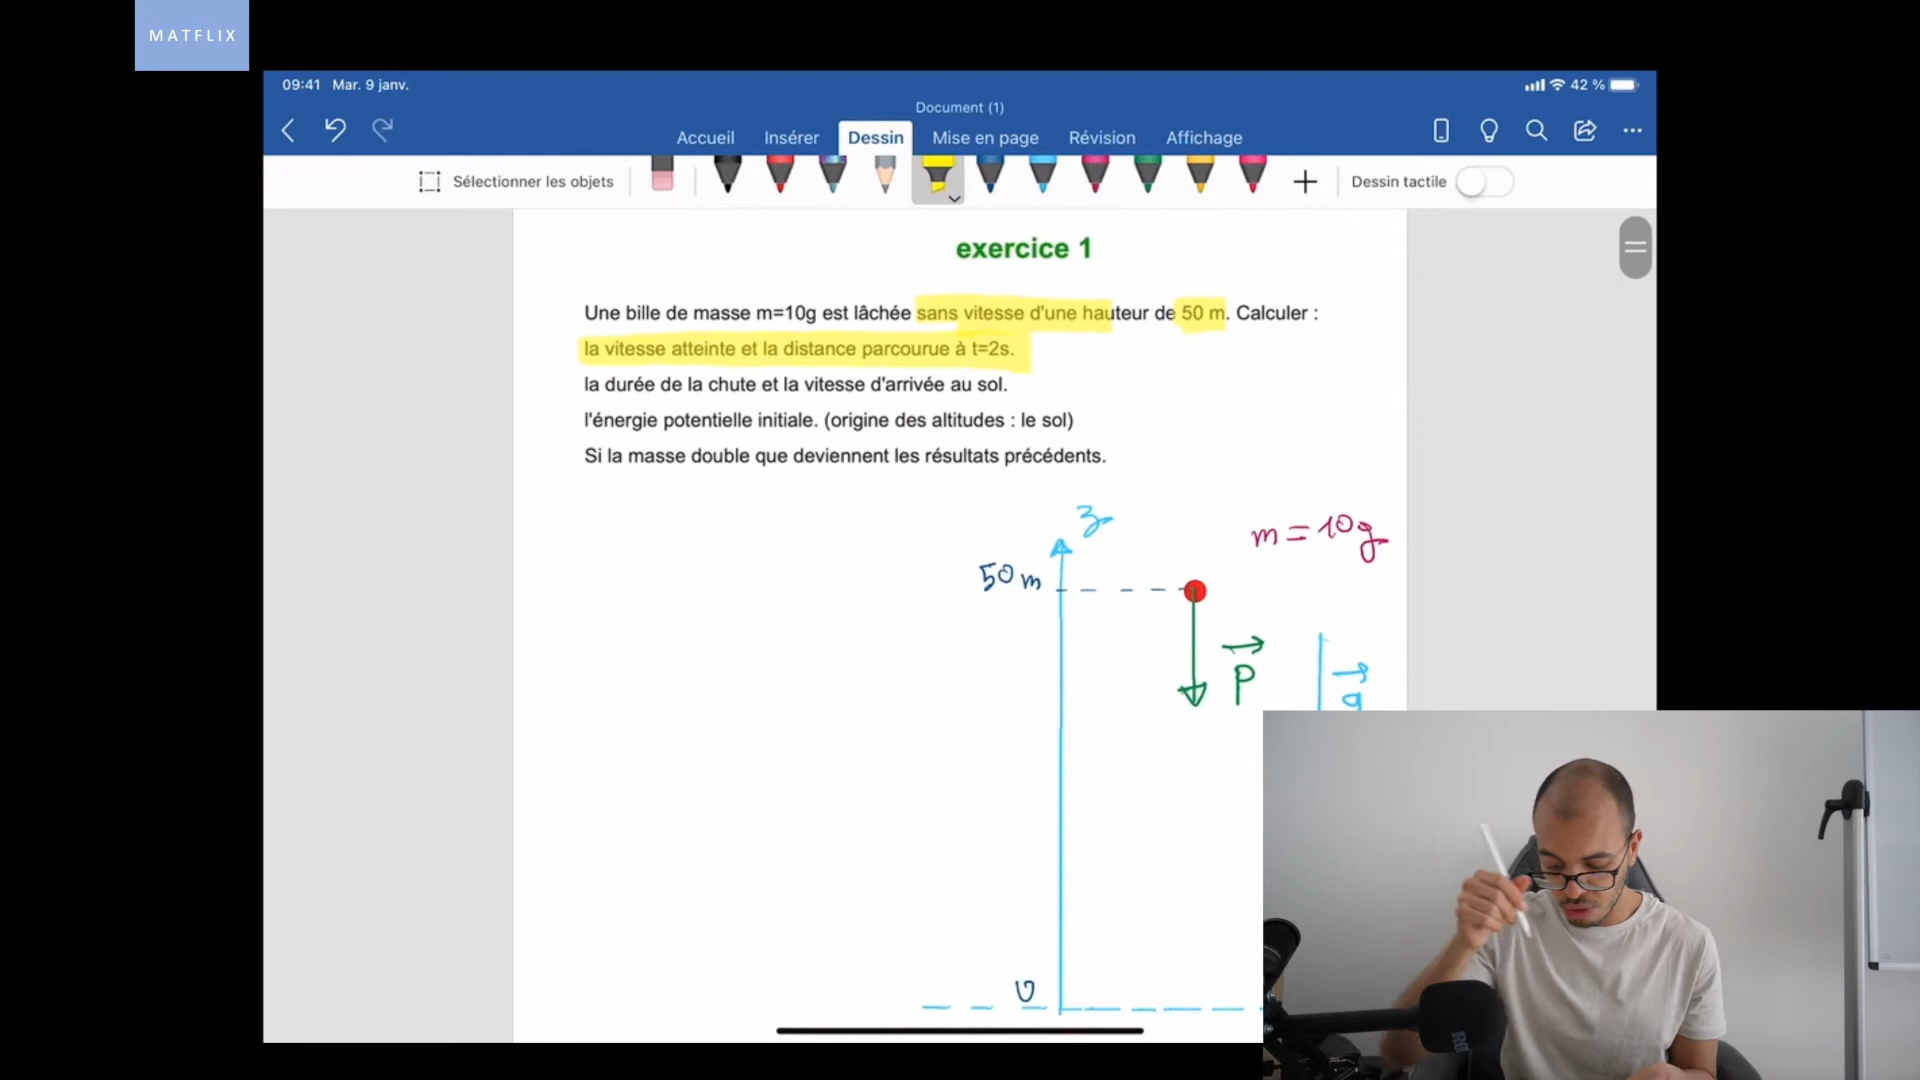 MATFLIX
09:41 Mar. 9 janv.
42 %
Document (1)
Accueil Insérer Dessin Mise en page Révision Affichage
Sélectionner les objets
Dessin tactile
exercice 1
Une bille de masse m=10g est lâchée sans vitesse d'une hauteur de 50 m. Calculer :
la vitesse atteinte et la distance parcourue à t=2s.
la durée de la chute et la vitesse d'arrivée au sol.
l'énergie potentielle initiale. (origine des altitudes : le sol)
Si la masse double que deviennent les résultats précédents.
z
m = 10g
50 m
P
0